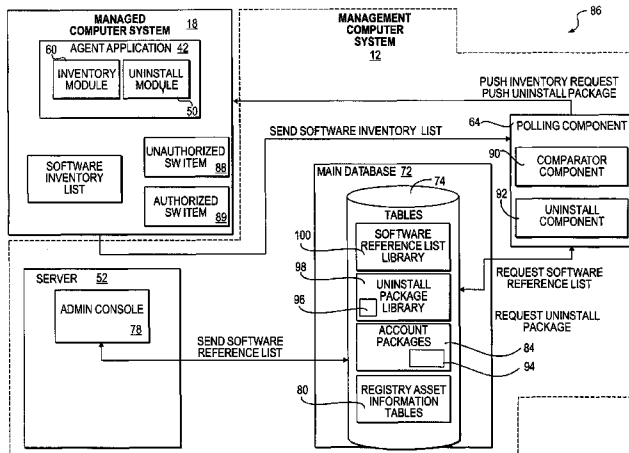 MANAGED
COMPUTER SYSTEM 18
AGENT APPLICATION 42
60
INVENTORY
MODULE
UNINSTALL
MODULE
50
SOFTWARE
INVENTORY
LIST
UNAUTHORIZED
SW ITEM
88
AUTHORIZED
SW ITEM
89
MANAGEMENT
COMPUTER
SYSTEM
12
86
PUSH INVENTORY REQUEST
PUSH UNINSTALL PACKAGE
SEND SOFTWARE INVENTORY LIST
64
POLLING COMPONENT
90
COMPARATOR
COMPONENT
92
UNINSTALL
COMPONENT
MAIN DATABASE 72
74
TABLES
100
SOFTWARE
REFERENCE LIST
LIBRARY
98
UNINSTALL
PACKAGE
LIBRARY
96
ACCOUNT
PACKAGES
84
94
80
REGISTRY ASSET
INFORMATION
TABLES
REQUEST SOFTWARE
REFERENCE LIST
REQUEST UNINSTALL
PACKAGE
SERVER 52
ADMIN CONSOLE
78
SEND SOFTWARE
REFERENCE LIST